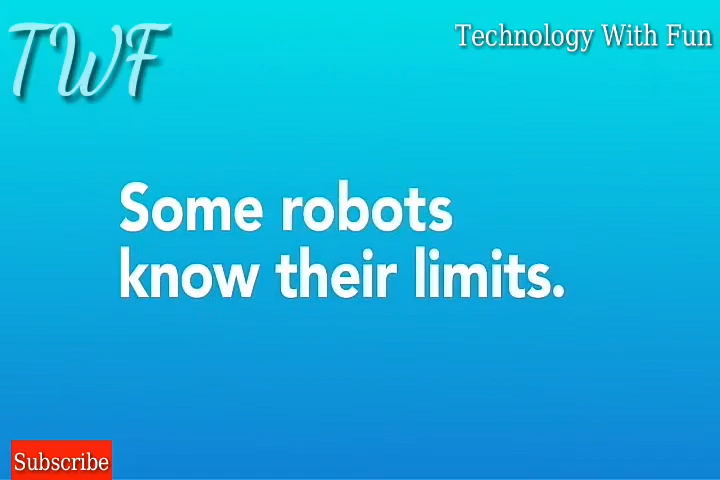 TWF
Technology With Fun
Some robots
know their limits.
Subscribe